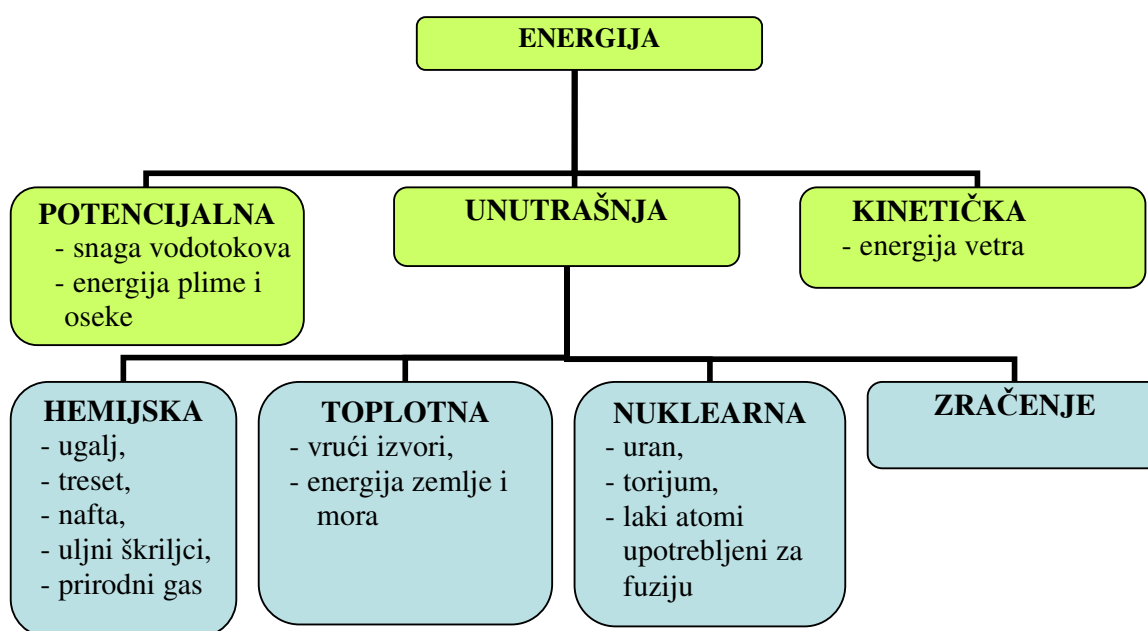 ENERGIJA
POTENCIJALNA
- snaga vodotokova
- energija plime i
oseke
UNUTRAŠNJA
KINETIČKA
- energija vetra
HEMIJSKA
- ugalj,
- treset,
- nafta,
- uljni škriljci,
- prirodni gas
TOPLOTNA
- vrući izvori,
- energija zemlje i
mora
NUKLEARNA
- uran,
- torijum,
- laki atomi
upotrebljeni za
fuziju
ZRAČENJE